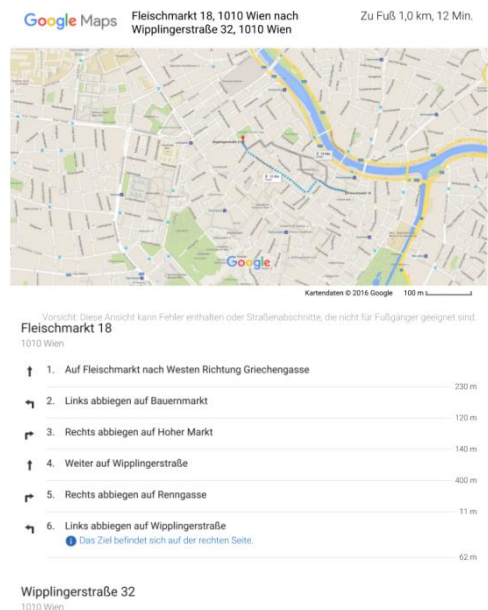 Google Maps
Fleischmarkt 18, 1010 Wien nach
Wipplingerstraße 32, 1010 Wien
Zu Fuß 1,0 km, 12 Min.
Google
Kartendaten © 2016 Google 100 m
Vorsicht: Diese Ansicht kann Fehler enthalten oder Straßenabschnitte, die nicht für Fußgänger geeignet sind.
Fleischmarkt 18
1010 Wien
1. Auf Fleischmarkt nach Westen Richtung Griechengasse
230 m
2. Links abbiegen auf Bauernmarkt
120 m
3. Rechts abbiegen auf Hoher Markt
140 m
4. Weiter auf Wipplingerstraße
400 m
5. Rechts abbiegen auf Renngasse
11 m
6. Links abbiegen auf Wipplingerstraße
Das Ziel befindet sich auf der rechten Seite.
62 m
Wipplingerstraße 32
1010 Wien